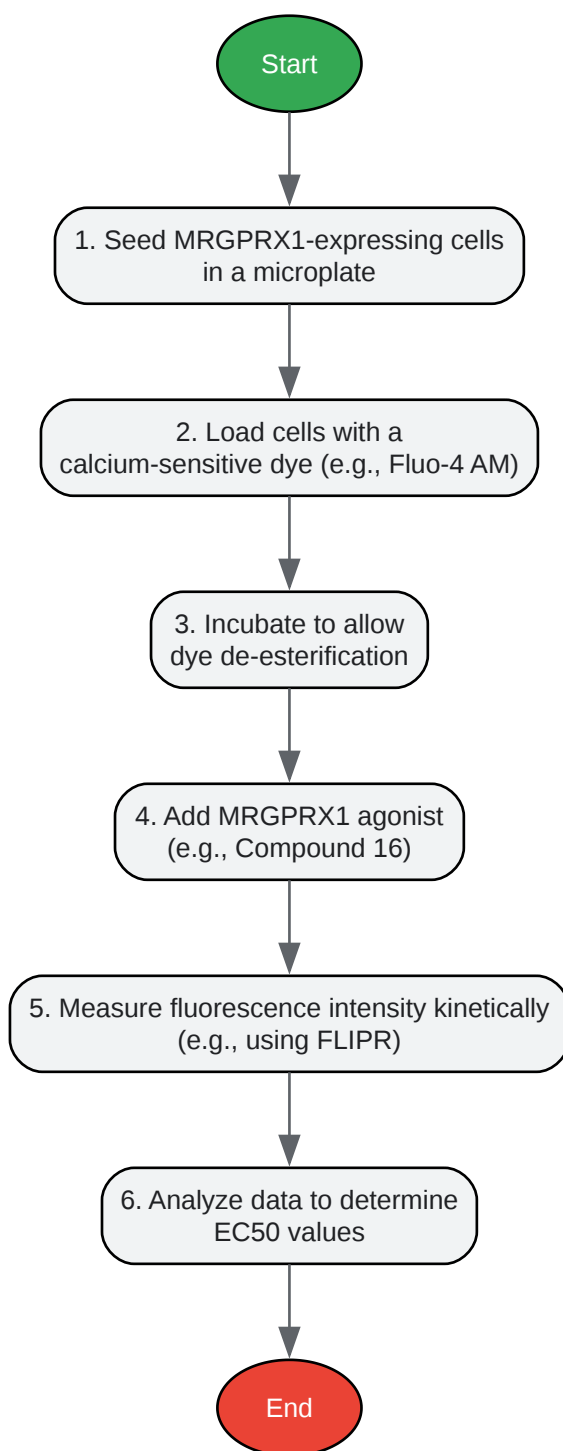 Start
1. Seed MRGPRX1-expressing cells
in a microplate
2. Load cells with a
calcium-sensitive dye (e.g., Fluo-4 AM)
3. Incubate to allow
dye de-esterification
4. Add MRGPRX1 agonist
(e.g., Compound 16)
5. Measure fluorescence intensity kinetically
(e.g., using FLIPR)
6. Analyze data to determine
EC50 values
End